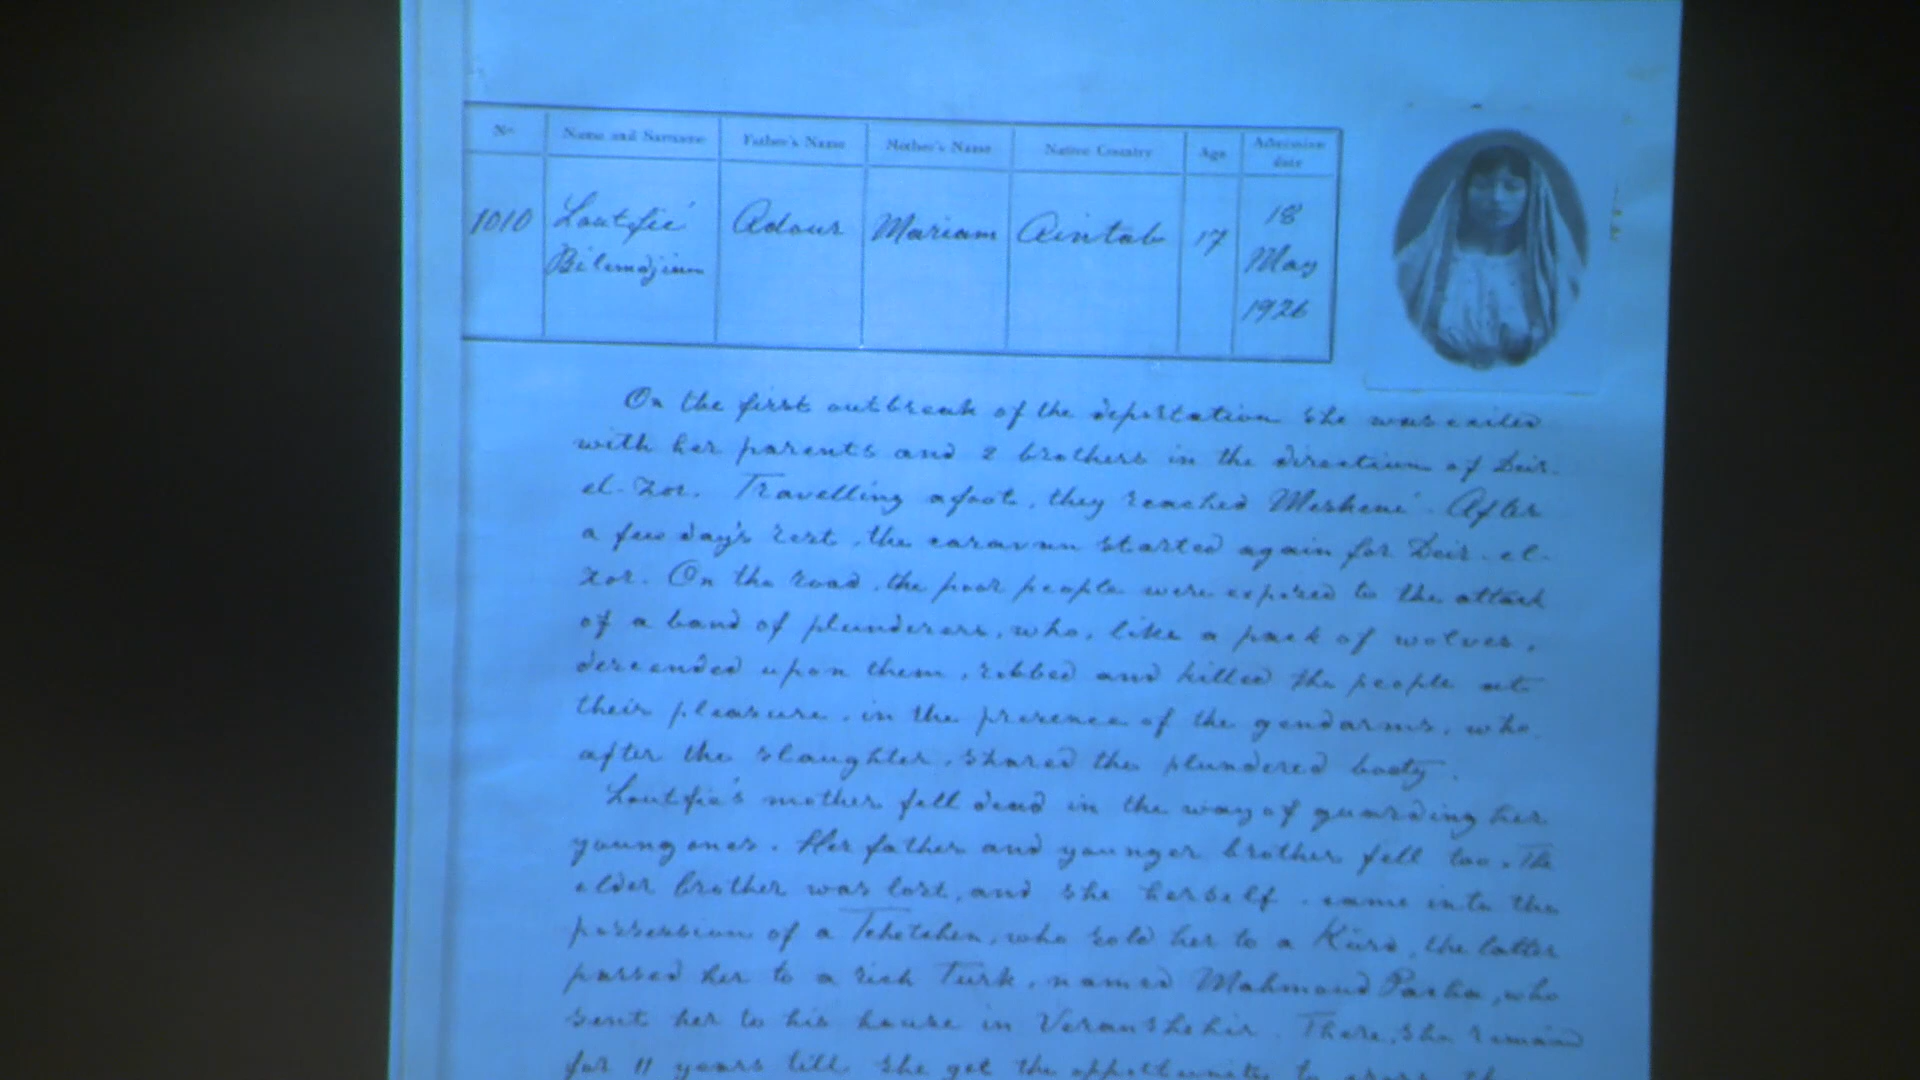 No Name and Surname Father's Name Mother's Name Native Country Age Admission date
1010 Loutfié Bilemdjian Adour Mariam Aintab 17 18 May 1926
On the first outbreak of the deportation she was exiled
with her parents and 2 brothers in the direction of Deir-
el-Zor. Travelling afoot, they reached Meskené. After
a few day's rest, the caravan started again for Deir-el-
Zor. On the road, the poor people were exposed to the attack
of a band of plunderers, who, like a pack of wolves,
descended upon them, robbed and killed the people at
their pleasure, in the presence of the gendarms, who
after the slaughter, shared the plundered booty.
Loutfié's mother fell dead in the way of guarding her
young ones. Her father and younger brother fell too. The
elder brother was lost, and she herself came into the
possession of a Tchetchen, who sold her to a Kurd, the latter
passed her to a rich Turk, named Mahmoud Pasha, who
sent her to his house in Veranshehir. There, she remained
for 11 years till she got the opportunity to